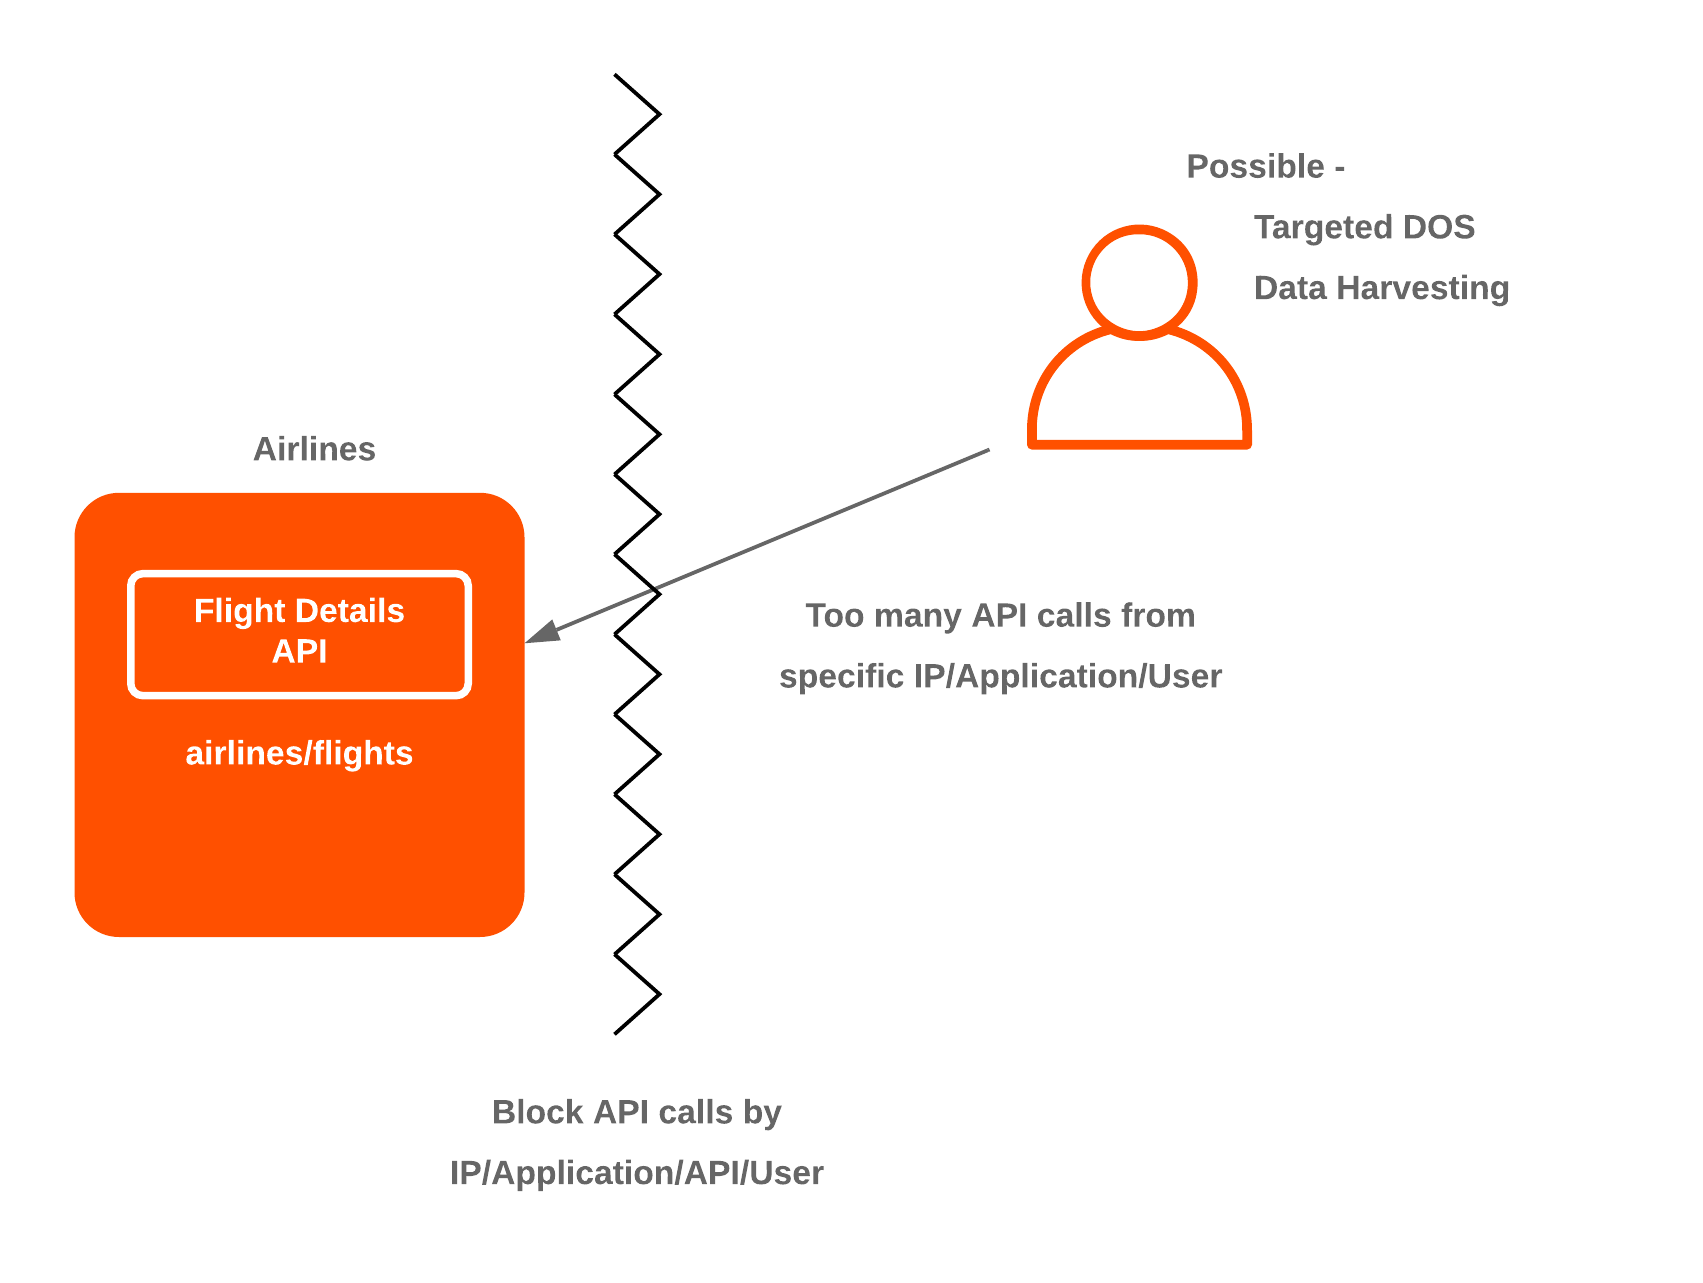 Possible -
Targeted DOS
Data Harvesting
Airlines
Flight Details
API
airlines/flights
Too many API calls from
specific IP/Application/User
Block API calls by
IP/Application/API/User